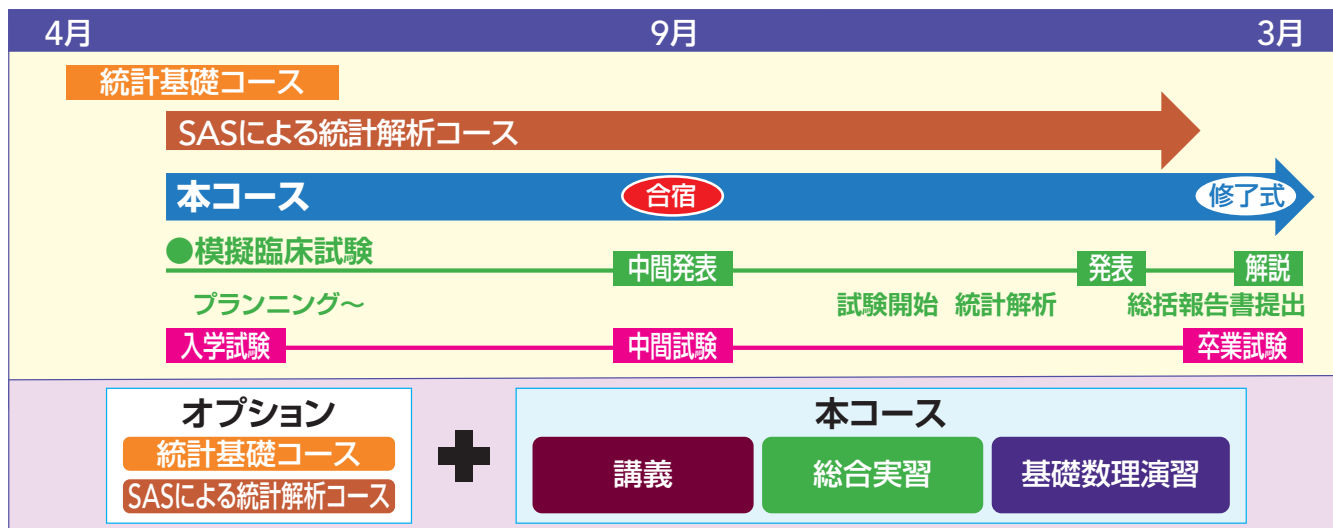 4月 9月 3月
統計基礎コース
SASによる統計解析コース
本コース 合宿 修了式
●模擬臨床試験
中間発表 発表 解説
プランニング～ 試験開始 統計解析 総括報告書提出
入学試験 中間試験 卒業試験
オプション
統計基礎コース
SASによる統計解析コース
本コース
講義 総合実習 基礎数理演習